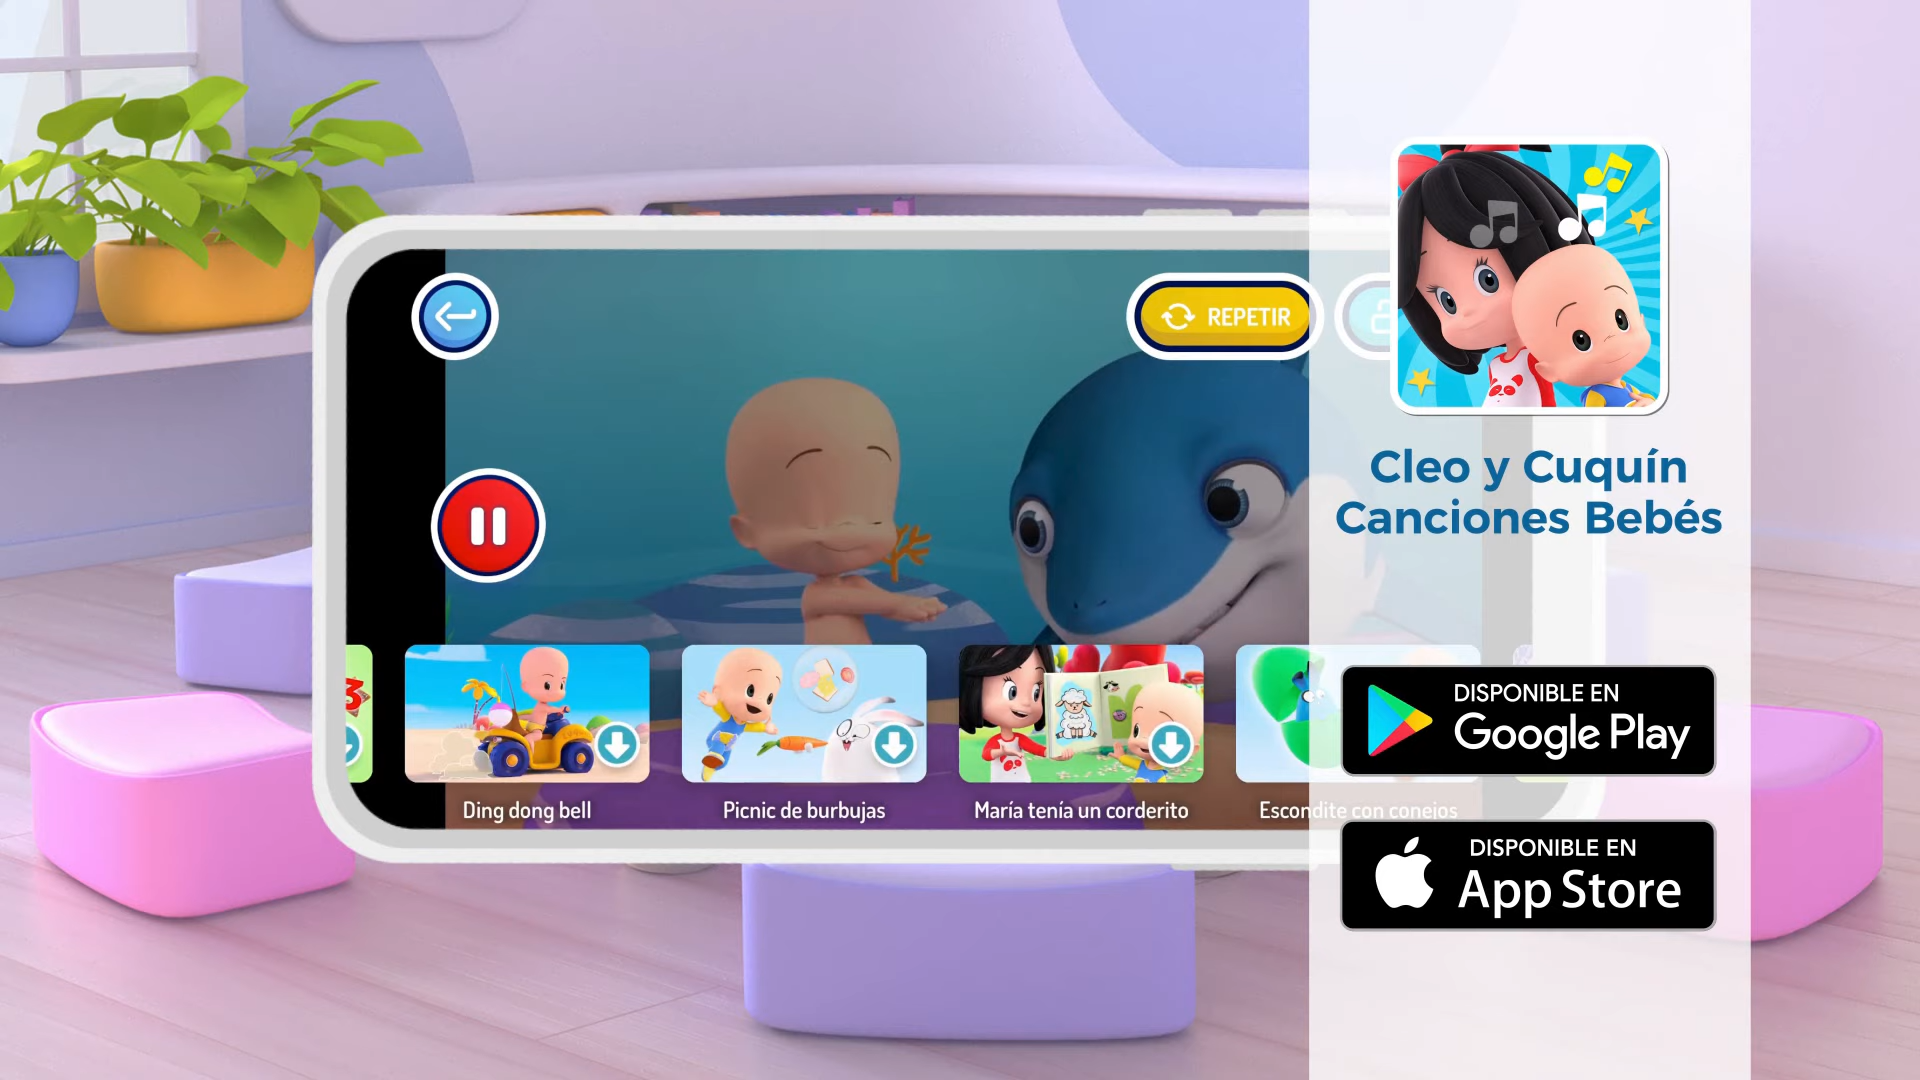 REPETIR
Ding dong bell
Picnic de burbujas
María tenía un corderito
Escondite con conejos
Cleo y Cuquín
Canciones Bebés
DISPONIBLE EN
Google Play
DISPONIBLE EN
App Store